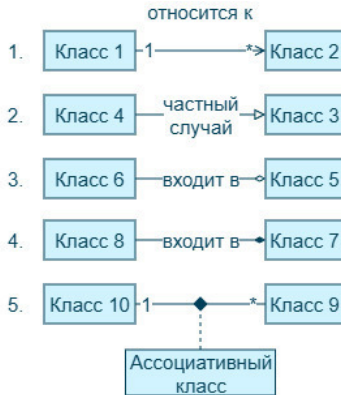 относится к
1. Класс 1 1 * Класс 2
2. Класс 4 частный случай Класс 3
3. Класс 6 входит в Класс 5
4. Класс 8 входит в Класс 7
5. Класс 10 1 * Класс 9
Ассоциативный
класс